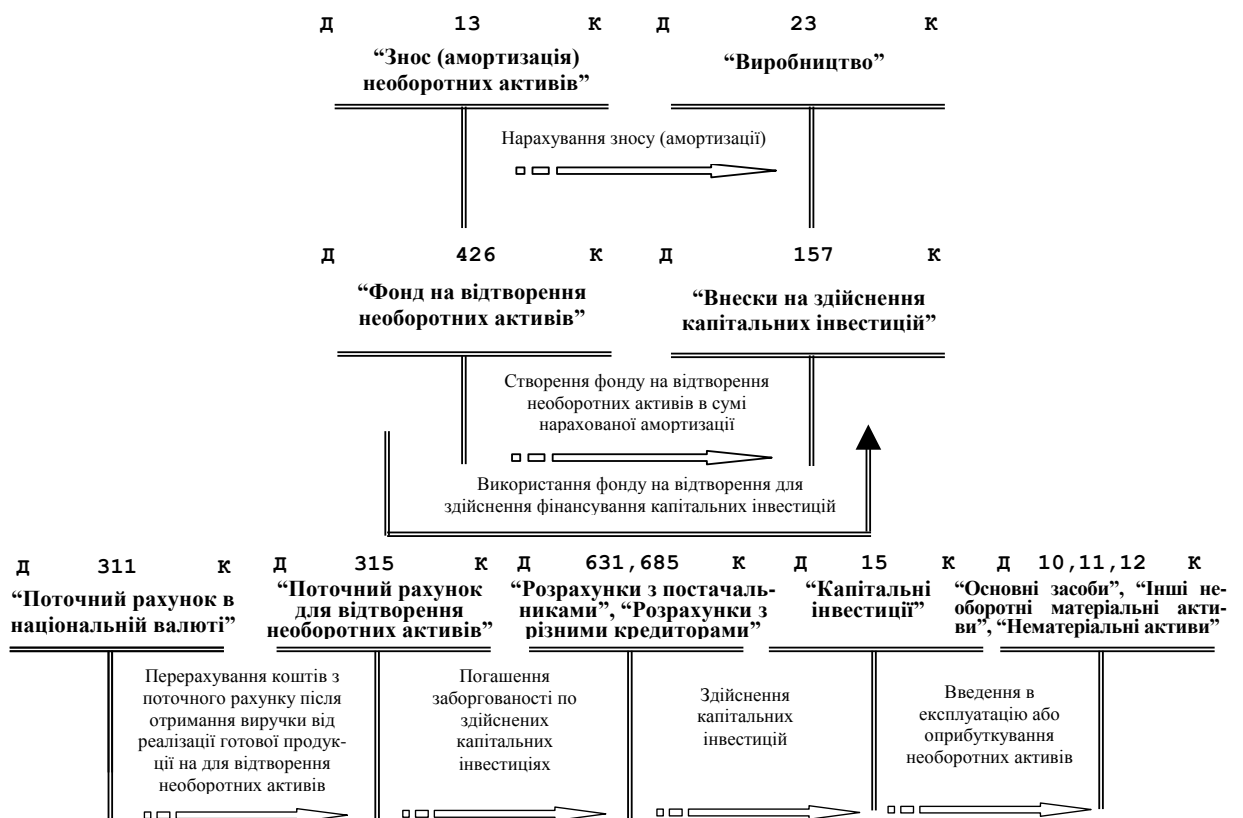 Д 13 К Д 23 К
“Знос (амортизація)
необоротних активів”
“Виробництво”
Нарахування зносу (амортизації)
Д 426 К Д 157 К
“Фонд на відтворення
необоротних активів”
“Внески на здійснення
капітальних інвестицій”
Створення фонду на відтворення
необоротних активів в сумі
нарахованої амортизації
Використання фонду на відтворення для
здійснення фінансування капітальних інвестицій
Д 311 К Д 315 К Д 631,685 К Д 15 К Д 10,11,12 К
“Поточний рахунок в
національній валюті”
“Поточний рахунок
для відтворення
необоротних активів”
“Розрахунки з постачаль-
никами”, “Розрахунки з
різними кредиторами”
“Капітальні
інвестиції”
“Основні засоби”, “Інші не-
оборотні матеріальні акти-
ви”, “Нематеріальні активи”
Перерахування коштів з
поточного рахунку після
отримання виручки від
реалізації готової продук-
ції на для відтворення
необоротних активів
Погашення
заборгованості по
здійснених
капітальних
інвестиціях
Здійснення
капітальних
інвестицій
Введення в
експлуатацію або
оприбуткування
необоротних активів